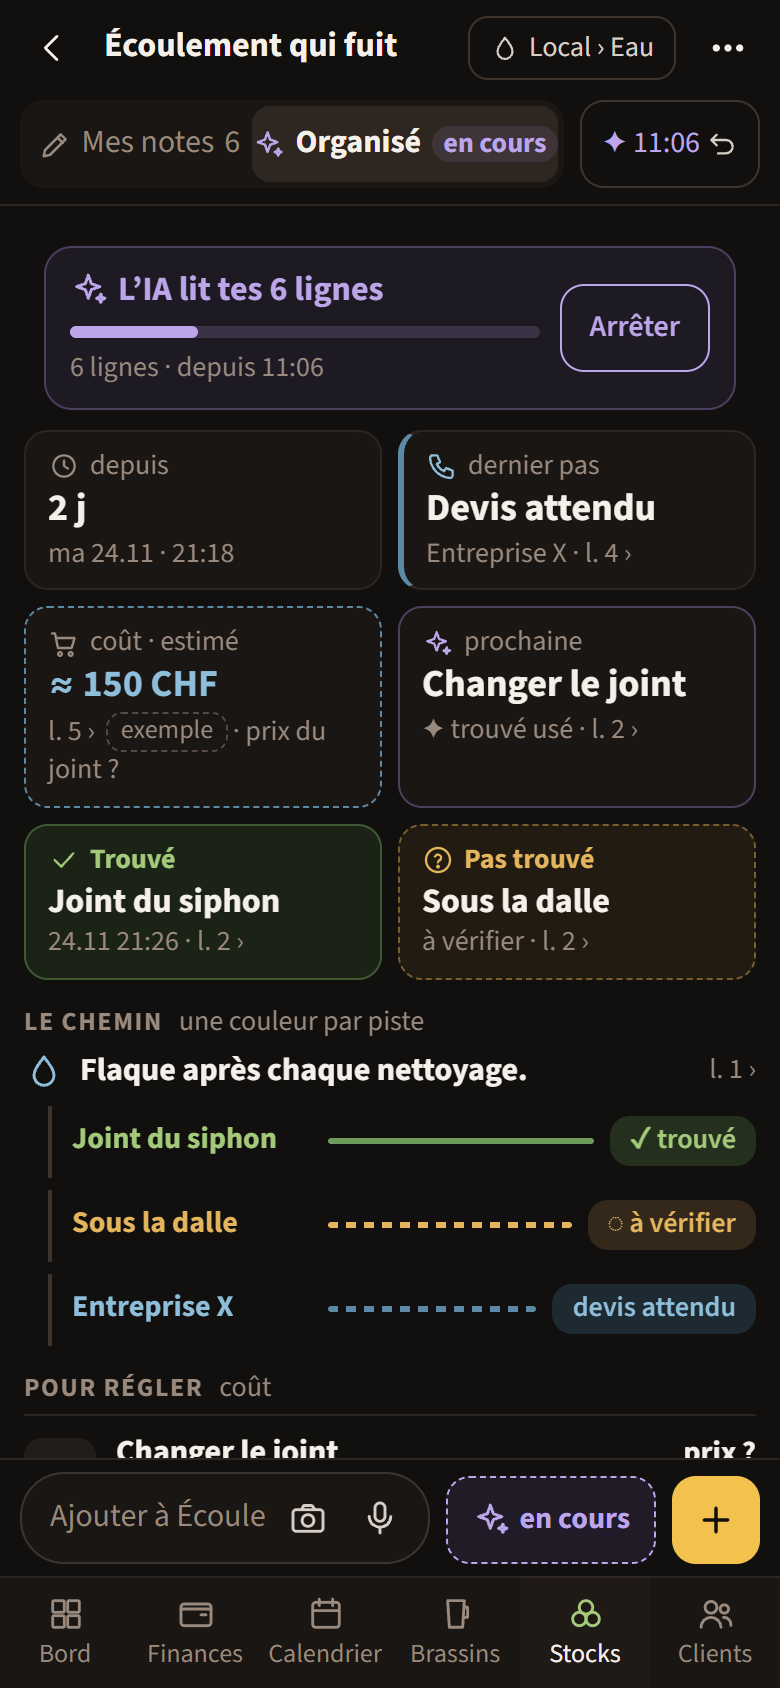 Écoulement qui fuit
Local › Eau
Mes notes 6
Organisé en cours
✦ 11:06
L’IA lit tes 6 lignes
6 lignes · depuis 11:06
Arrêter
depuis
2 j
ma 24.11 · 21:18
dernier pas
Devis attendu
Entreprise X · l. 4 ›
coût · estimé
≈ 150 CHF
l. 5 › exemple · prix du
joint ?
prochaine
Changer le joint
✦ trouvé usé · l. 2 ›
Trouvé
Joint du siphon
24.11 21:26 · l. 2 ›
Pas trouvé
Sous la dalle
à vérifier · l. 2 ›
LE CHEMIN une couleur par piste
Flaque après chaque nettoyage. l. 1 ›
Joint du siphon ✓ trouvé
Sous la dalle ◌ à vérifier
Entreprise X devis attendu
POUR RÉGLER coût
Changer le joint prix ?
Ajouter à Écoule
en cours
Bord
Finances
Calendrier
Brassins
Stocks
Clients